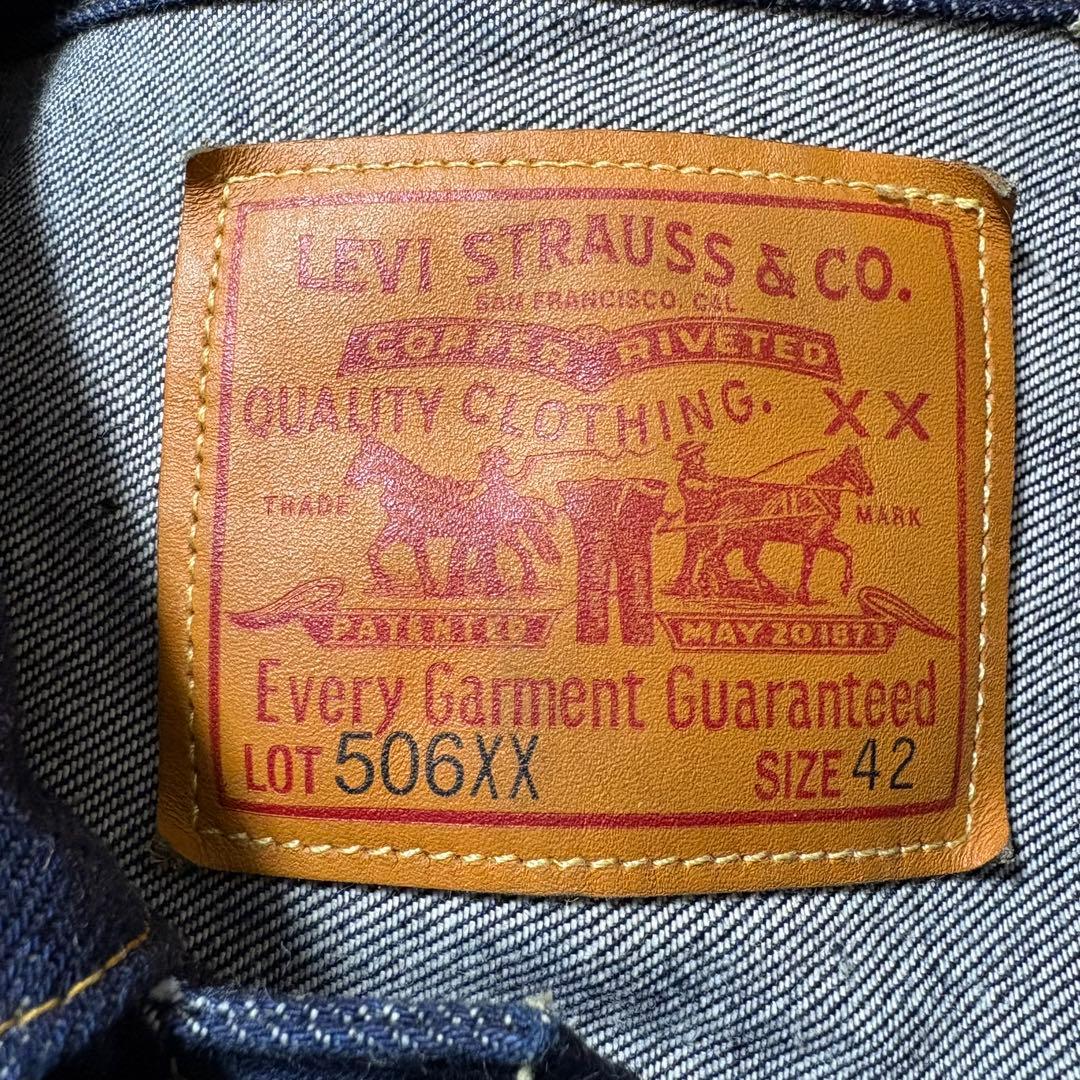 LEVI STRAUSS & CO.
SAN FRANCISCO, CAL.
COPPER RIVETED
QUALITY CLOTHING. XX
TRADE MARK
PATENTED MAY 20 1873
Every Garment Guaranteed
LOT 506XX SIZE 42